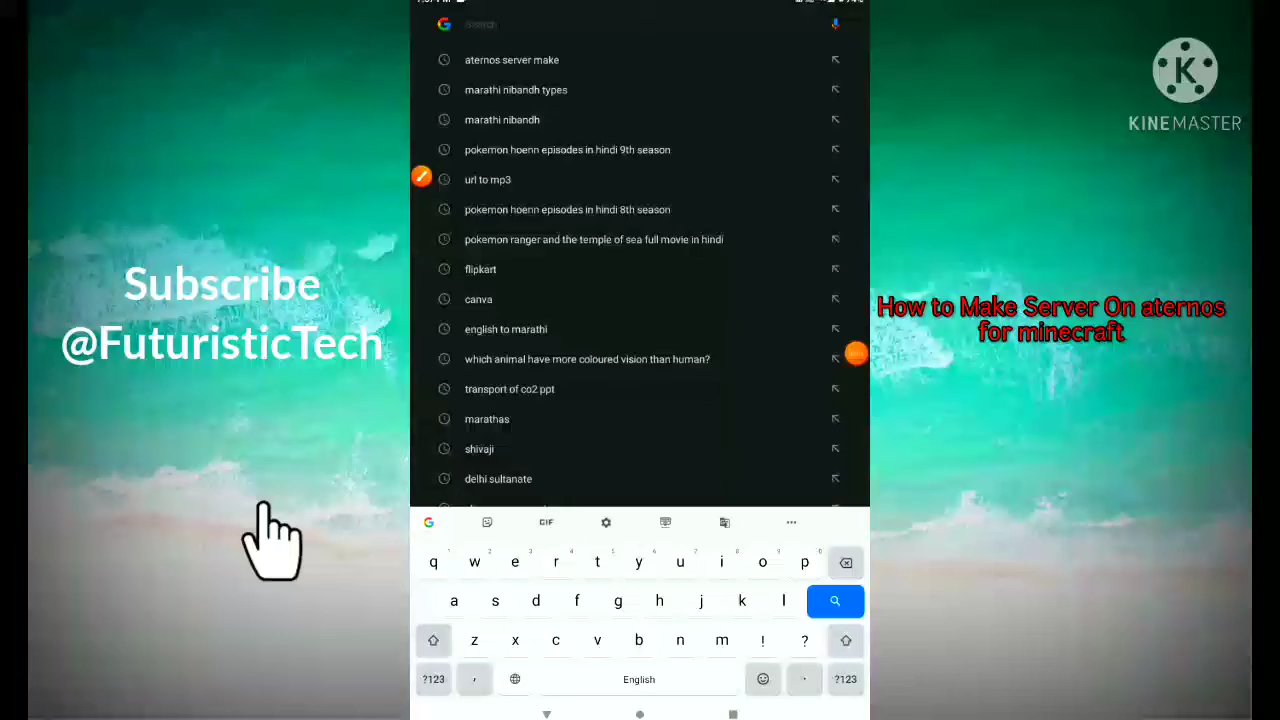 Search
aternos server make
marathi nibandh types
marathi nibandh
pokemon hoenn episodes in hindi 9th season
url to mp3
pokemon hoenn episodes in hindi 8th season
pokemon ranger and the temple of sea full movie in hindi
flipkart
canva
english to marathi
which animal have more coloured vision than human?
transport of co2 ppt
marathas
shivaji
delhi sultanate
GIF
q w e r t y u i o p
a s d f g h j k l
z x c v b n m ! ?
?123 , English . ?123
Subscribe
@FuturisticTech
K
KINEMASTER
How to Make Server On aternos
for minecraft